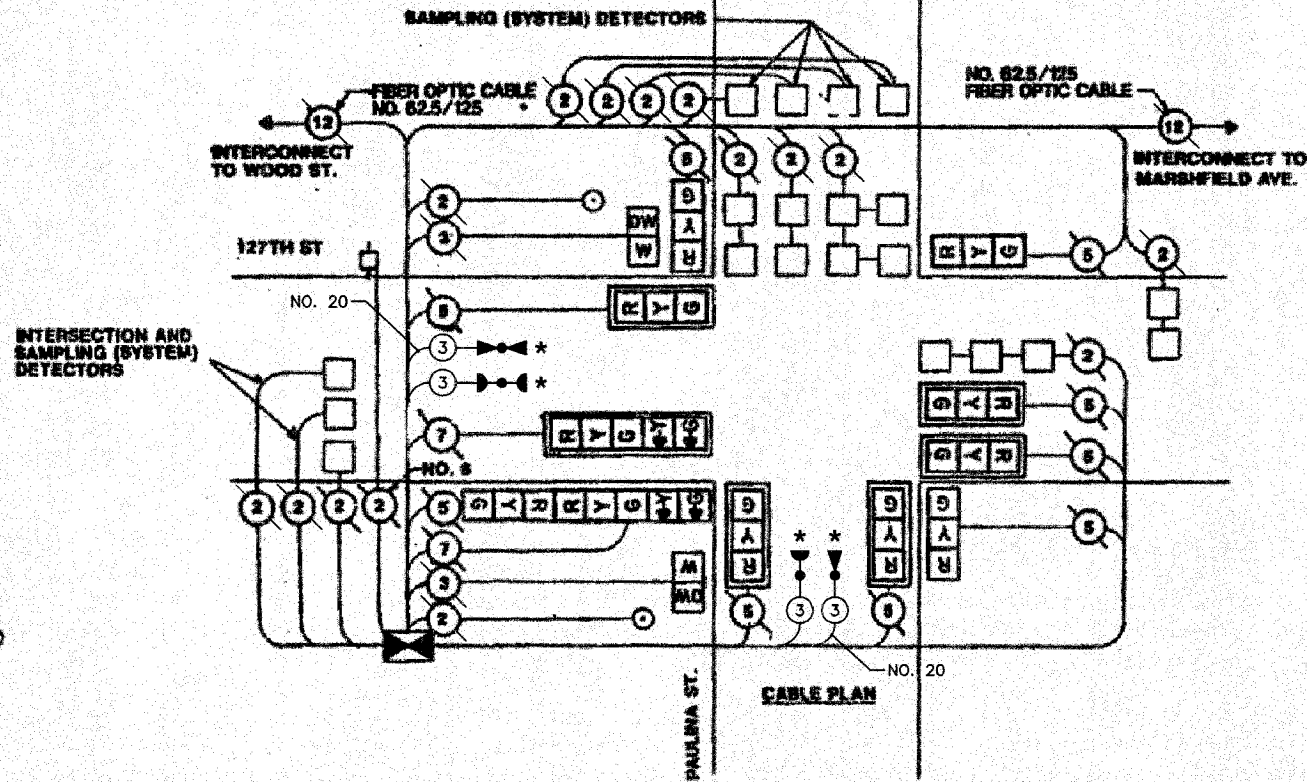 SAMPLING (SYSTEM) DETECTORS
FIBER OPTIC CABLE
NO. 62.5/125
NO. 62.5/125
FIBER OPTIC CABLE
2
2
2
2
12
12
INTERCONNECT
TO WOOD ST.
INTERCONNECT TO
MARSHFIELD AVE.
5
2
2
2
2
3
DW
W
G
Y
R
127TH ST
R Y G
5
2
NO. 20
5
R Y G
3
*
3
*
INTERSECTION AND
SAMPLING (SYSTEM)
DETECTORS
2
G Y R
5
7
R Y G Y G
G Y R
5
NO. 6
2
2
2
2
5
G Y R R Y G Y G
7
3
W
DW
2
G
Y
R
*
*
G
Y
R
G
Y
R
5
5
3
3
5
NO. 20
PAULINA ST.
CABLE PLAN